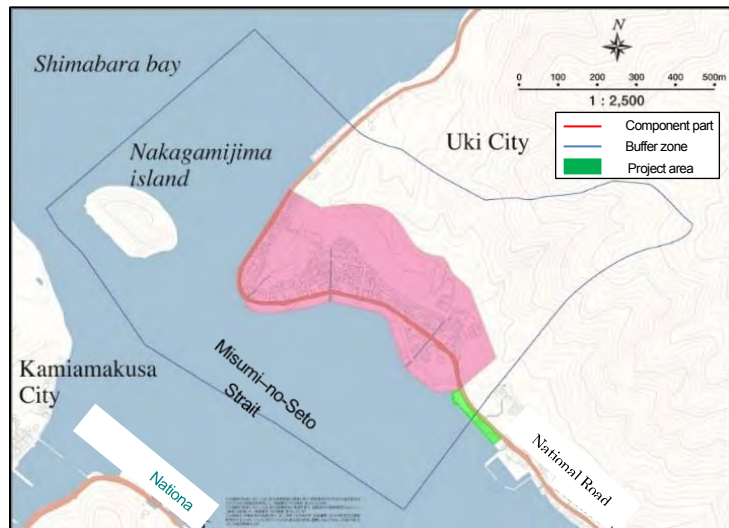 Shimabara bay
N
0 100 200 300 400 500m
1 : 2,500
Component part
Buffer zone
Project area
Uki City
Nakagamijima
island
Misumi-no-Seto
Strait
Kamiamakusa
City
Nationa
National Road